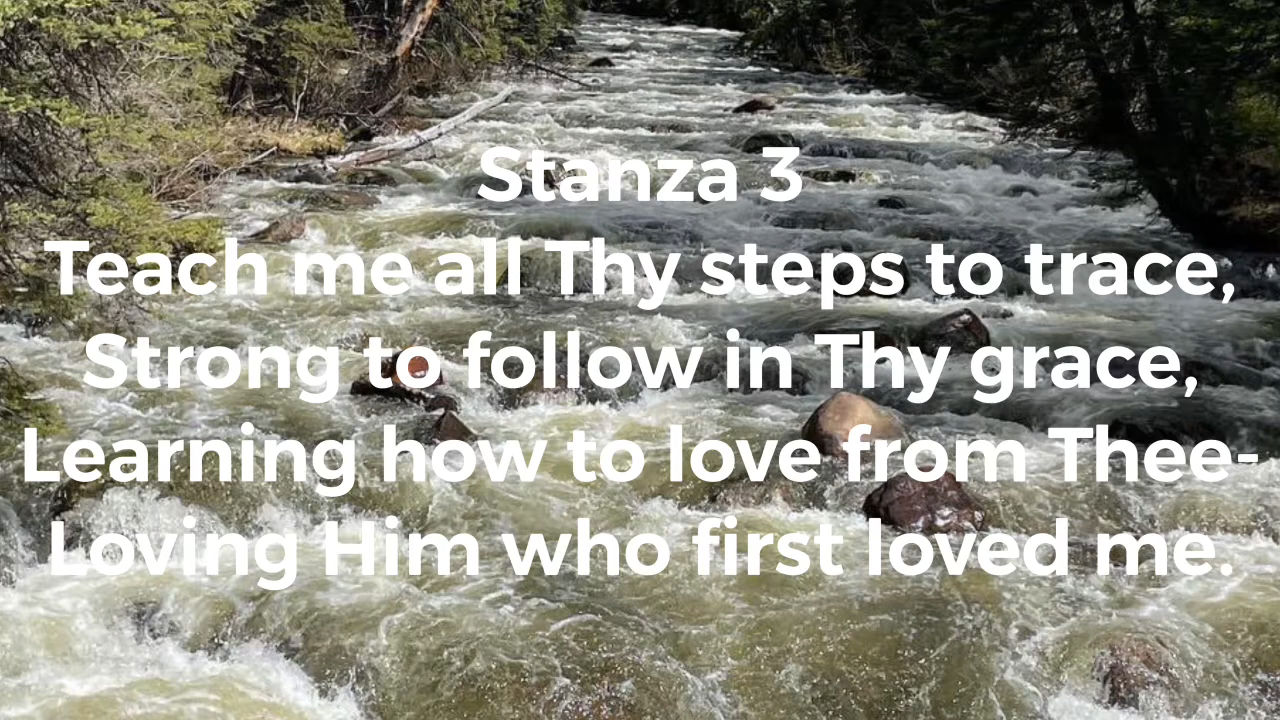 Stanza 3
Teach me all Thy steps to trace,
Strong to follow in Thy grace,
Learning how to love from Thee-
Loving Him who first loved me.